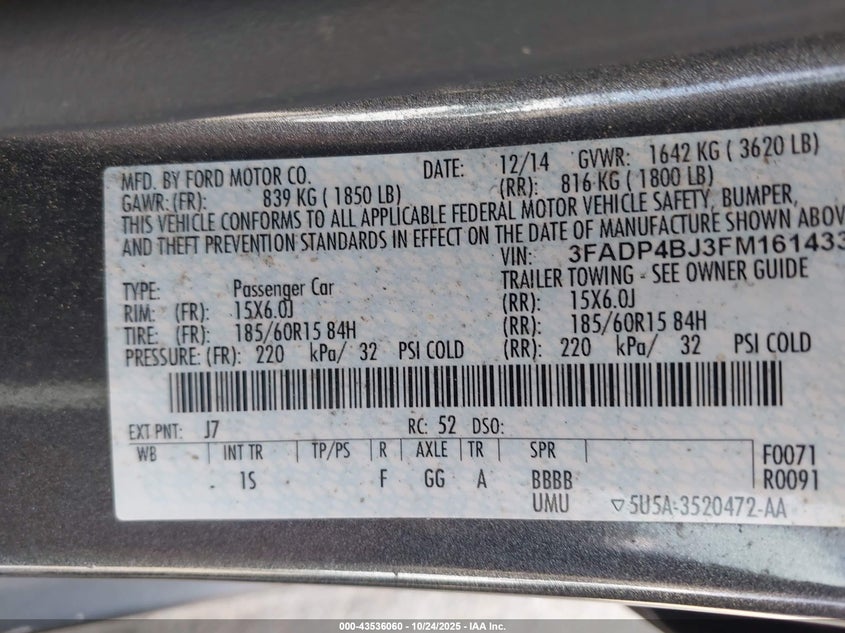 MFD. BY FORD MOTOR CO. DATE: 12/14 GVWR: 1642 KG ( 3620 LB)
GAWR: (FR): 839 KG ( 1850 LB) (RR): 816 KG ( 1800 LB)
THIS VEHICLE CONFORMS TO ALL APPLICABLE FEDERAL MOTOR VEHICLE SAFETY, BUMPER,
AND THEFT PREVENTION STANDARDS IN EFFECT ON THE DATE OF MANUFACTURE SHOWN ABOV
VIN: 3FADP4BJ3FM161433
TYPE: Passenger Car TRAILER TOWING - SEE OWNER GUIDE
RIM: (FR): 15X6.0J (RR): 15X6.0J
TIRE: (FR): 185/60R15 84H (RR): 185/60R15 84H
PRESSURE: (FR): 220 kPa/ 32 PSI COLD (RR): 220 kPa/ 32 PSI COLD
EXT PNT: J7 RC: 52 DSO:
WB INT TR TP/PS R AXLE TR SPR F0071
1S F GG A BBBB R0091
UMU ▽5U5A-3520472-AA
000-43536060 • 10/24/2025 • IAA Inc.